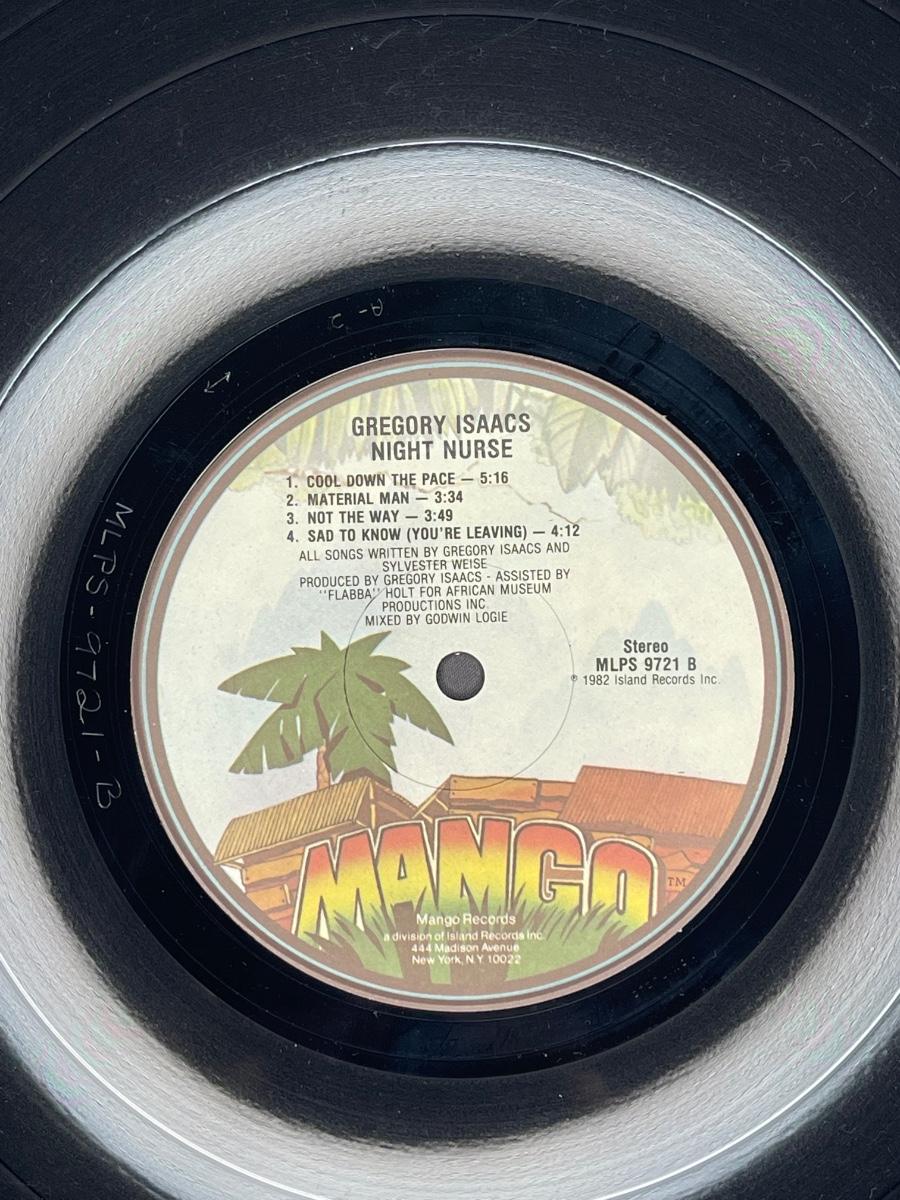 A-2
MLPS-9721-B
GREGORY ISAACS
NIGHT NURSE
1. COOL DOWN THE PACE — 5:16
2. MATERIAL MAN — 3:34
3. NOT THE WAY — 3:49
4. SAD TO KNOW (YOU'RE LEAVING) — 4:12
ALL SONGS WRITTEN BY GREGORY ISAACS AND
SYLVESTER WEISE
PRODUCED BY GREGORY ISAACS - ASSISTED BY
"FLABBA" HOLT FOR AFRICAN MUSEUM
PRODUCTIONS INC
MIXED BY GODWIN LOGIE
Stereo
MLPS 9721 B
℗ 1982 Island Records Inc.
MANGO TM
Mango Records
a division of Island Records Inc.
444 Madison Avenue
New York, N.Y 10022